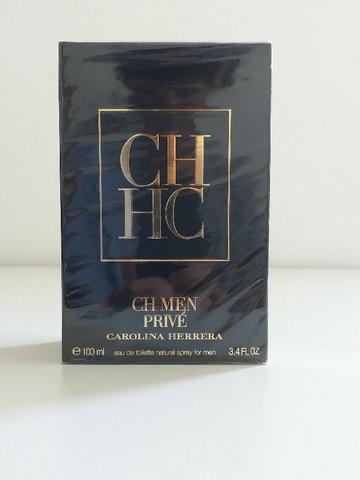 CH
HC
CH MEN
PRIVÉ
CAROLINA HERRERA
e 100 ml eau de toilette natural spray for men 3.4 FL OZ